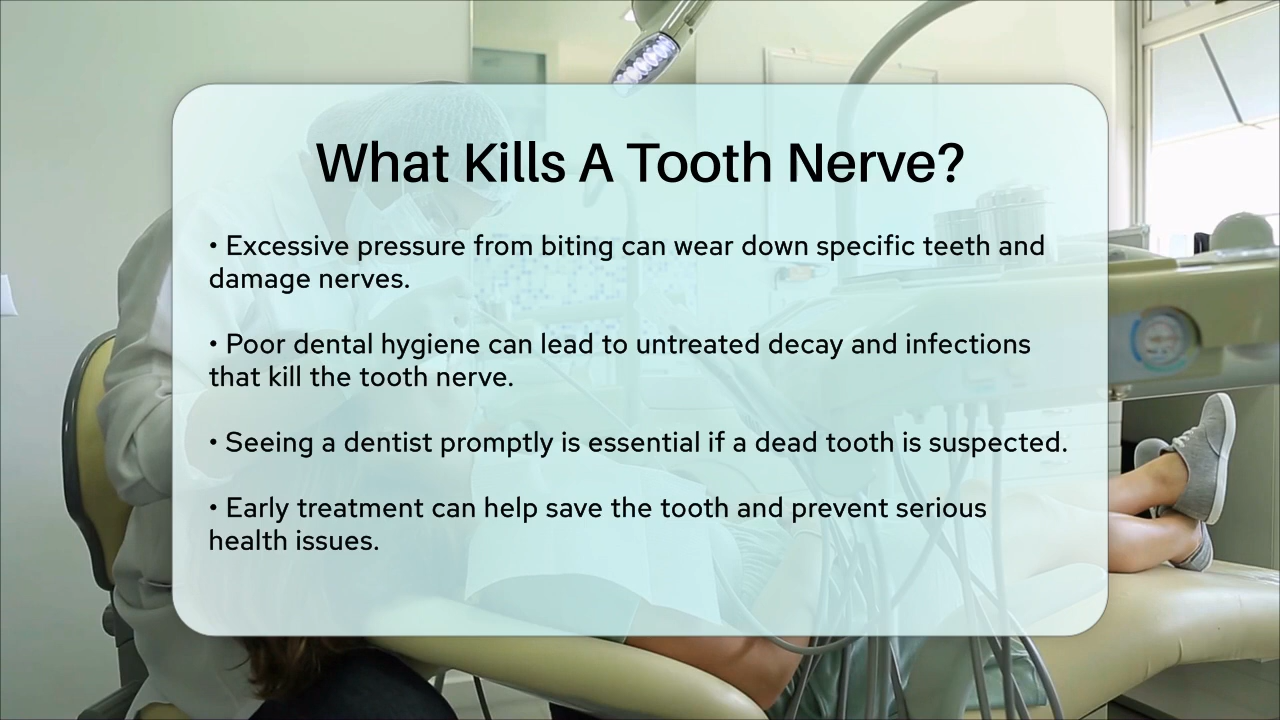 What Kills A Tooth Nerve?
• Excessive pressure from biting can wear down specific teeth and
damage nerves.
• Poor dental hygiene can lead to untreated decay and infections
that kill the tooth nerve.
• Seeing a dentist promptly is essential if a dead tooth is suspected.
• Early treatment can help save the tooth and prevent serious
health issues.